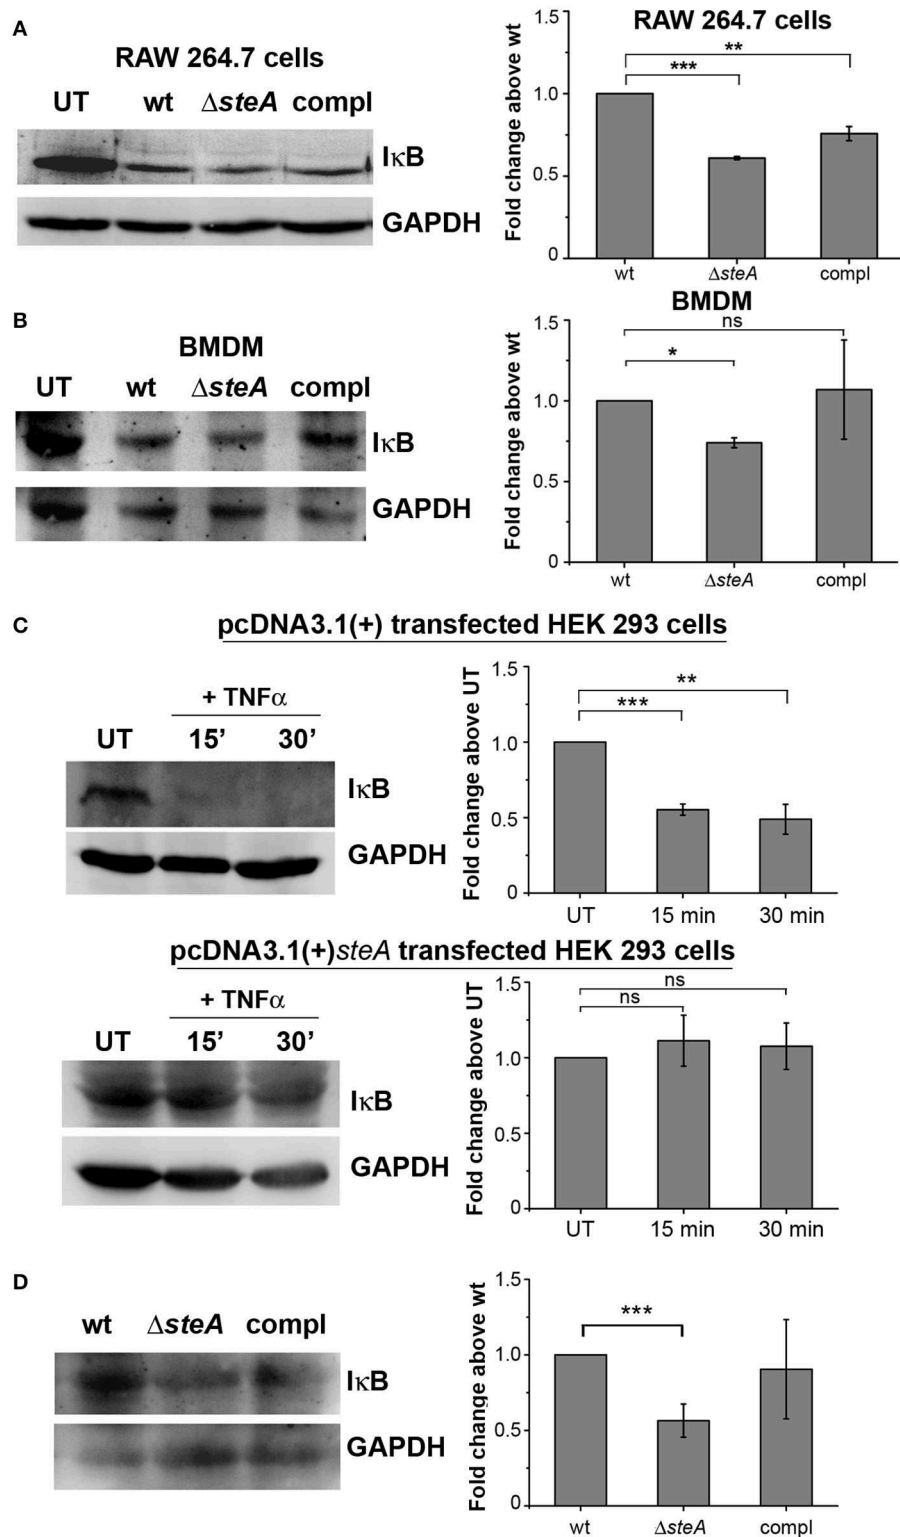 A
RAW 264.7 cells
UT wt ΔsteA compl
IκB
GAPDH
RAW 264.7 cells
Fold change above wt
1.5
1.0
0.5
0
**
***
wt ΔsteA compl
B
BMDM
UT wt ΔsteA compl
IκB
GAPDH
BMDM
Fold change above wt
1.5
1.0
0.5
0
ns
*
wt ΔsteA compl
C
pcDNA3.1(+) transfected HEK 293 cells
+ TNFα
UT 15’ 30’
IκB
GAPDH
Fold change above UT
1.5
1.0
0.5
0
**
***
UT 15 min 30 min
pcDNA3.1(+)steA transfected HEK 293 cells
+ TNFα
UT 15’ 30’
IκB
GAPDH
Fold change above UT
1.5
1.0
0.5
0
ns
ns
UT 15 min 30 min
D
wt ΔsteA compl
IκB
GAPDH
Fold change above wt
1.5
1.0
0.5
0
***
wt ΔsteA compl